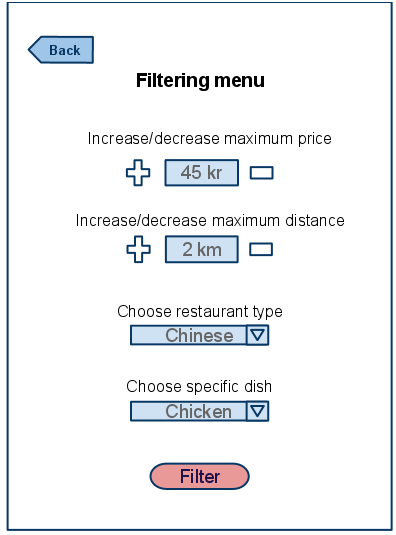 Back
Filtering menu
Increase/decrease maximum price
45 kr
Increase/decrease maximum distance
2 km
Choose restaurant type
Chinese
Choose specific dish
Chicken
Filter